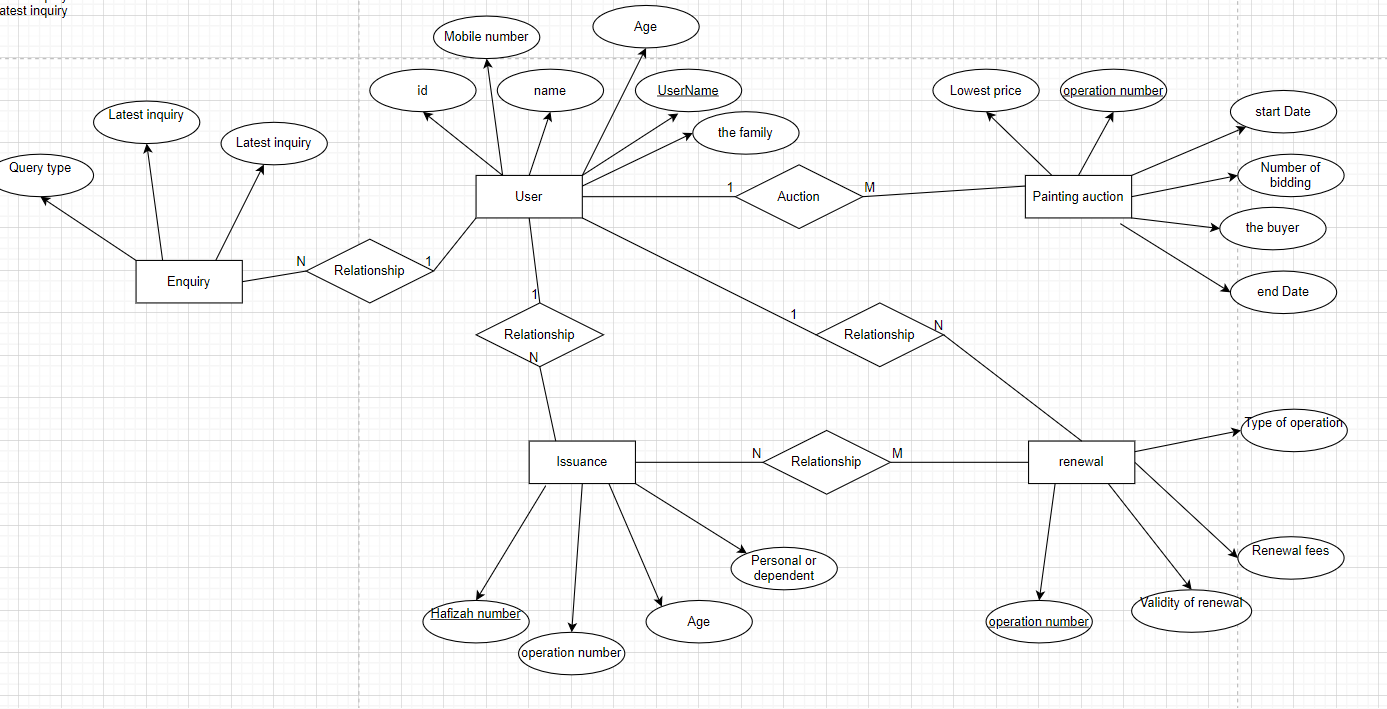 atest inquiry
Age
Mobile number
id
name
UserName
the family
Lowest price
operation number
start Date
Latest inquiry
Latest inquiry
Query type
Number of
bidding
User
1
Auction
M
Painting auction
the buyer
N
Relationship
1
Enquiry
end Date
1
Relationship
N
1
Relationship
N
Type of operation
Issuance
N
Relationship
M
renewal
Renewal fees
Personal or
dependent
Hafizah number
operation number
Age
operation number
Validity of renewal